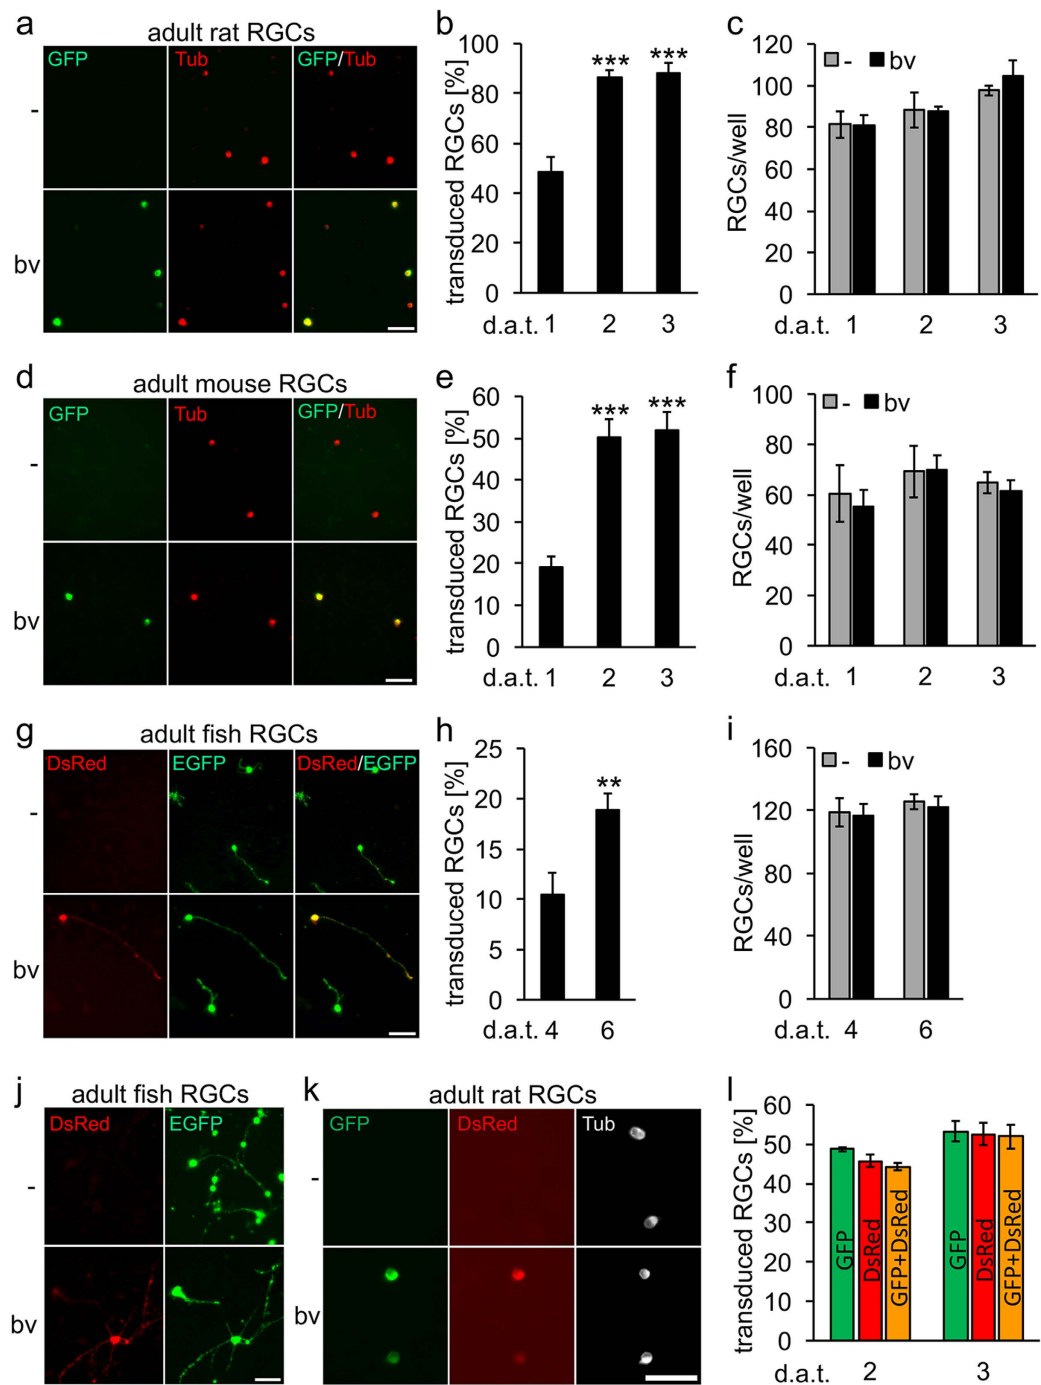 a
adult rat RGCs
GFP
Tub
GFP/Tub
-
bv
b
transduced RGCs [%]
100
80
60
40
20
0
***
***
d.a.t. 1 2 3
c
RGCs/well
120
100
80
60
40
20
0
- bv
d.a.t. 1 2 3
d
adult mouse RGCs
GFP
Tub
GFP/Tub
-
bv
e
transduced RGCs [%]
60
50
40
30
20
10
0
***
***
d.a.t. 1 2 3
f
RGCs/well
100
80
60
40
20
0
- bv
d.a.t. 1 2 3
g
adult fish RGCs
DsRed
EGFP
DsRed/EGFP
-
bv
h
transduced RGCs [%]
25
20
15
10
5
0
**
d.a.t. 4 6
i
RGCs/well
160
120
80
40
0
- bv
d.a.t. 4 6
j
adult fish RGCs
DsRed
EGFP
-
bv
k
adult rat RGCs
GFP
DsRed
Tub
-
bv
l
transduced RGCs [%]
60
50
40
30
20
10
0
GFP
DsRed
GFP+DsRed
GFP
DsRed
GFP+DsRed
d.a.t. 2 3